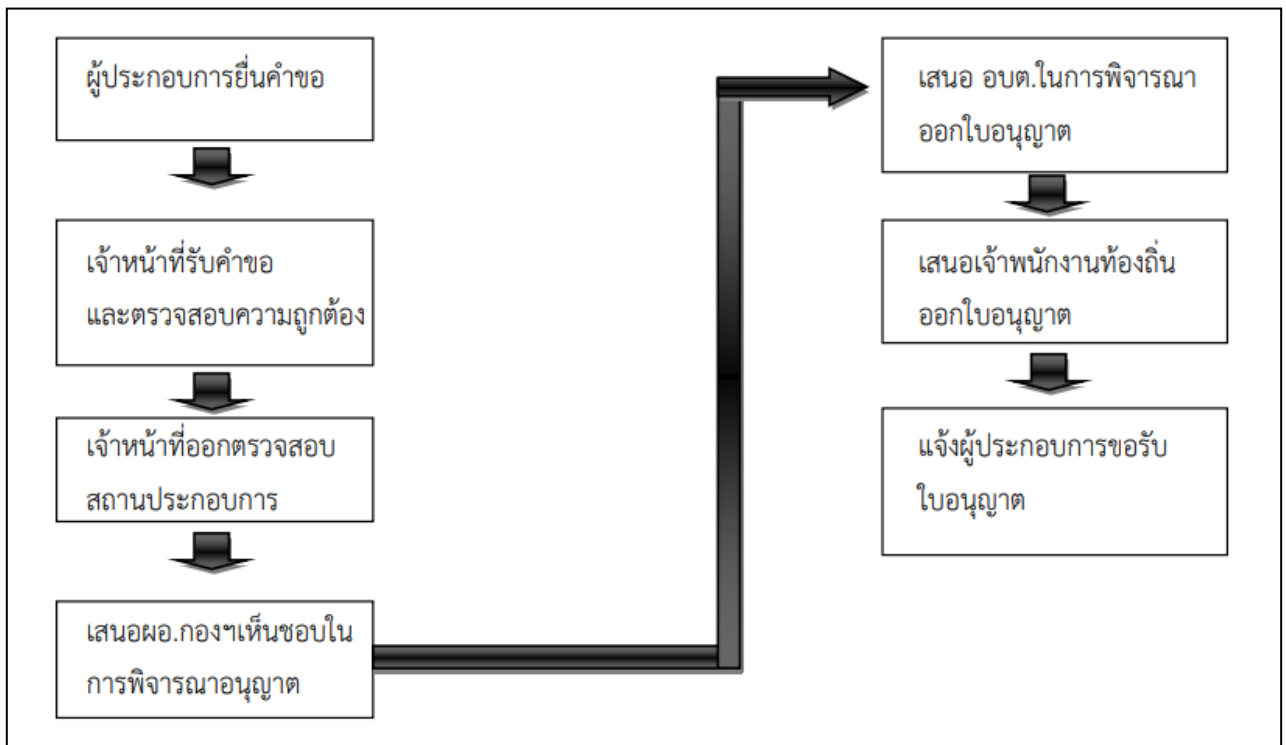 ผู้ประกอบการยื่นคำขอ
เจ้าหน้าที่รับคำขอ
และตรวจสอบความถูกต้อง
เจ้าหน้าที่ออกตรวจสอบ
สถานประกอบการ
เสนอผอ.กองฯเห็นชอบใน
การพิจารณาอนุญาต
เสนอ อบต.ในการพิจารณา
ออกใบอนุญาต
เสนอเจ้าพนักงานท้องถิ่น
ออกใบอนุญาต
แจ้งผู้ประกอบการขอรับ
ใบอนุญาต